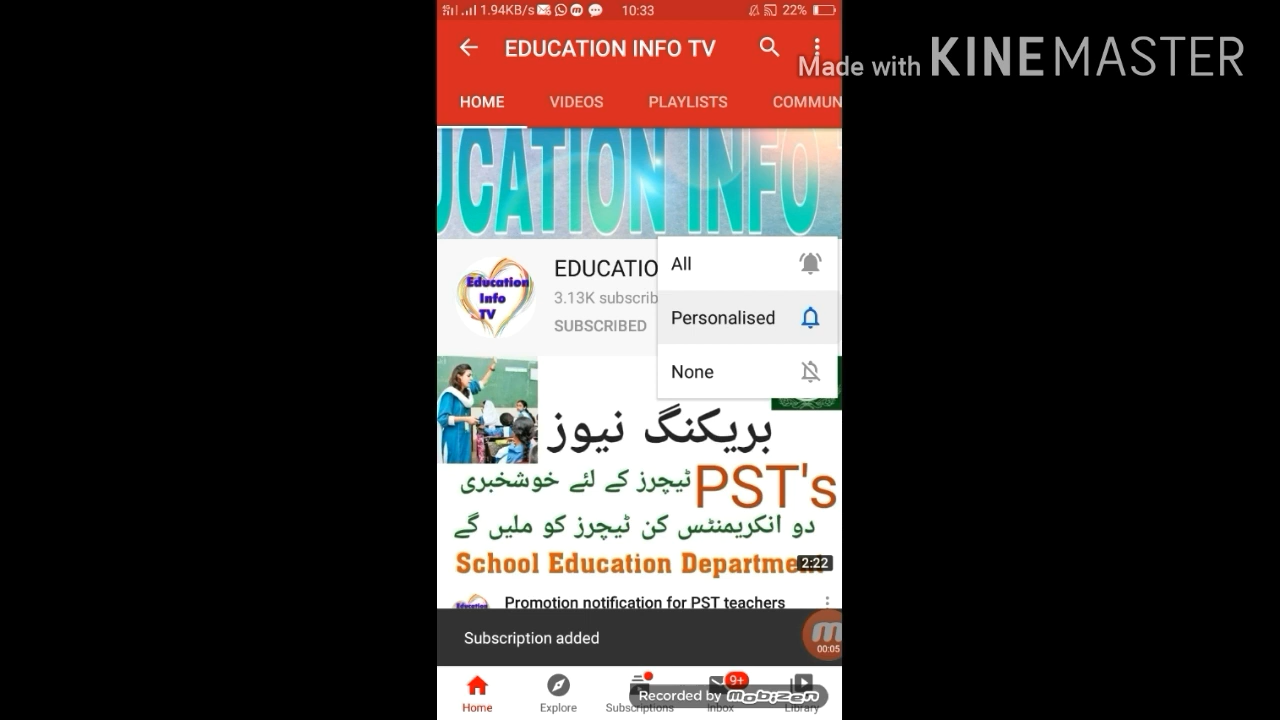 1.94KB/s 10:33 22%
EDUCATION INFO TV
Made with KINEMASTER
HOME VIDEOS PLAYLISTS COMMUN
UCATION INFO
All
Education
Info
TV
EDUCATIO
3.13K subscrib
SUBSCRIBED
Personalised
None
بریکنگ نیوز
PST's ٹیچرز کے لئے خوشخبری
دو انکریمنٹس کن ٹیچرز کو ملیں گے
School Education Departme
2:22
Education
Promotion notification for PST teachers
Subscription added
00:05
9+
Recorded by mobizen
Home Explore Subscriptions Inbox Library